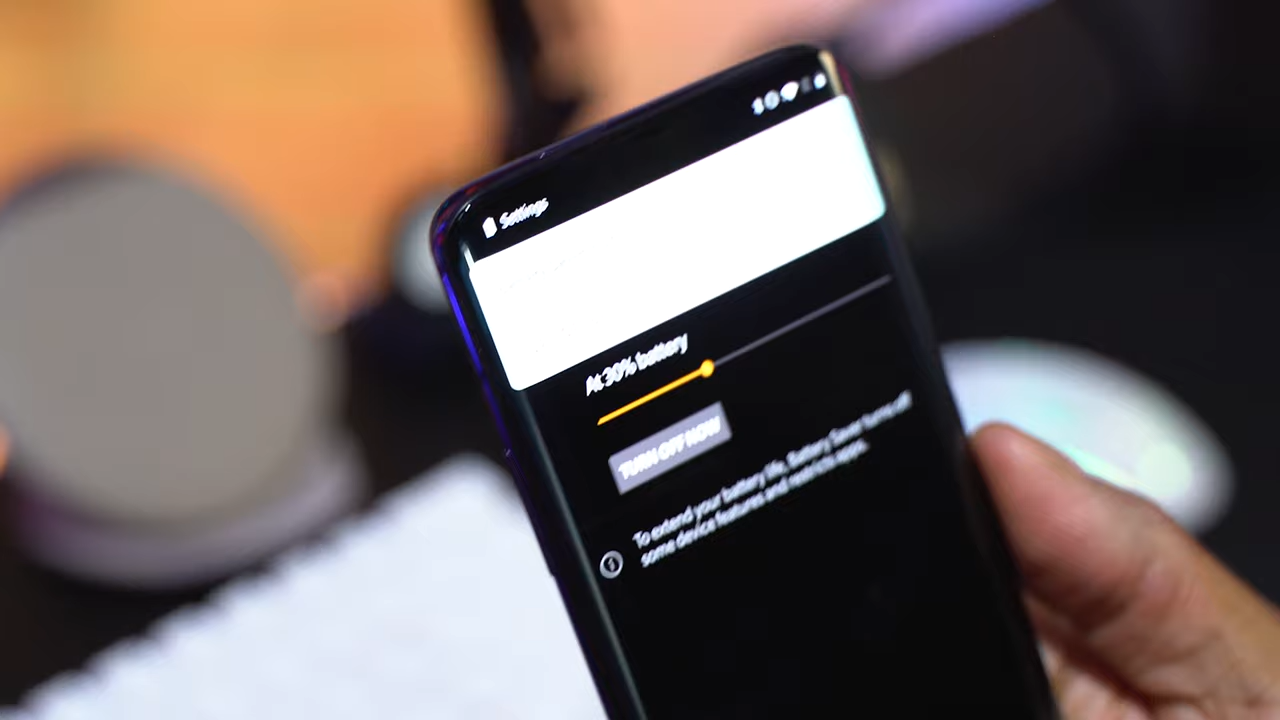 Settings
At 30% battery
TURN OFF NOW
To extend your battery life, Battery Saver turns off
some device features and restricts apps.